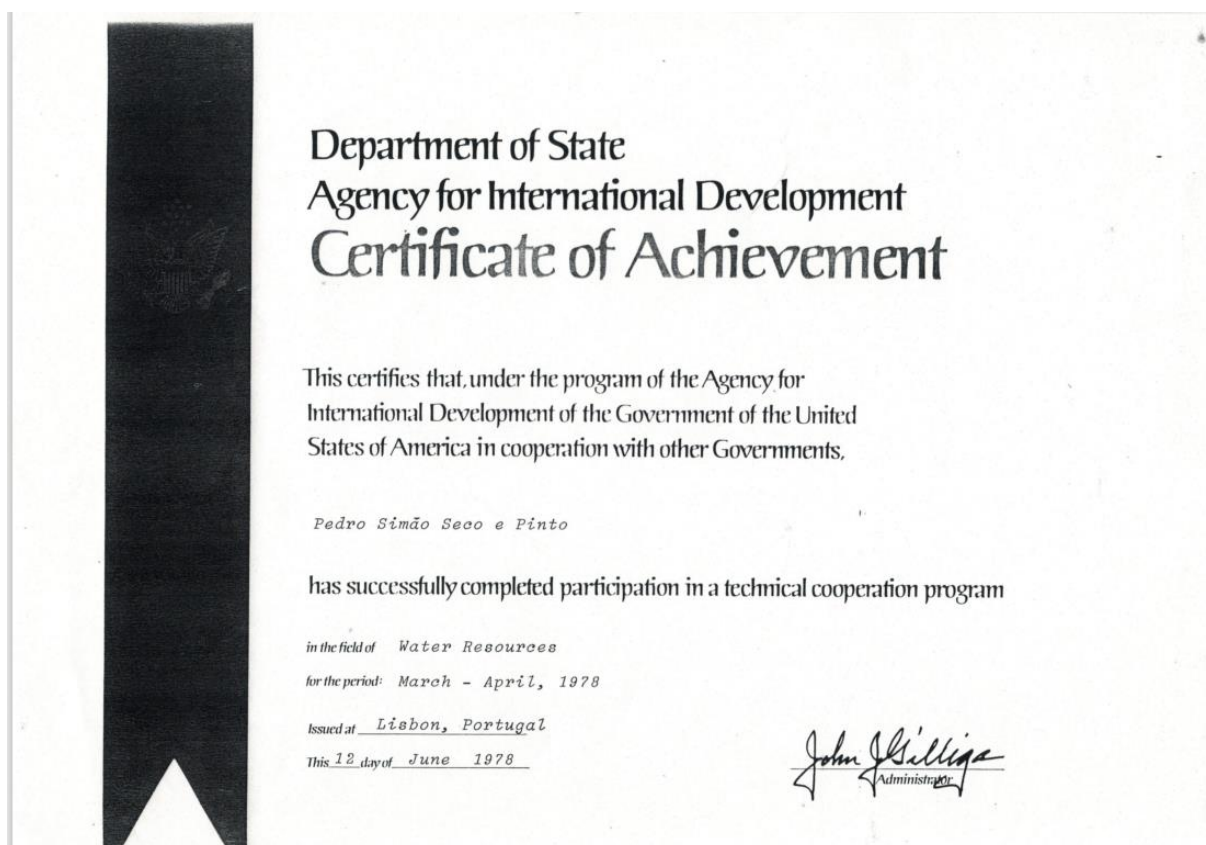 Department of State
Agency for International Development
Certificate of Achievement
This certifies that, under the program of the Agency for
International Development of the Government of the United
States of America in cooperation with other Governments,
Pedro Simão Seco e Pinto
has successfully completed participation in a technical cooperation program
in the field of Water Resources
for the period: March - April, 1978
Issued at Lisbon, Portugal
This 12 day of June 1978
John J Gilliga
Administrator